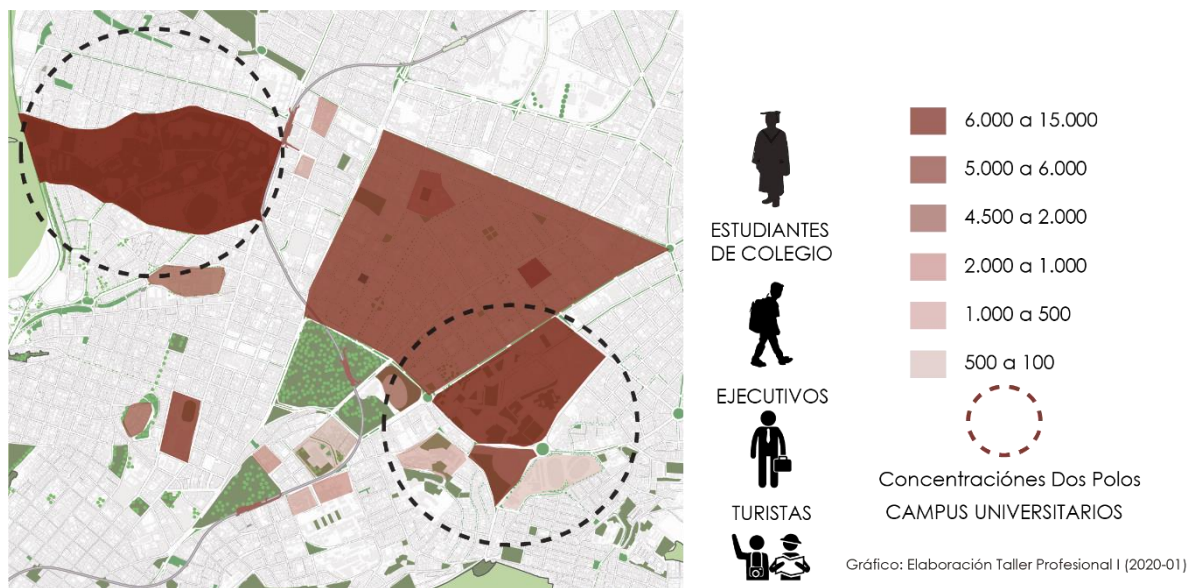 ESTUDIANTES
DE COLEGIO
EJECUTIVOS
TURISTAS
6.000 a 15.000
5.000 a 6.000
4.500 a 2.000
2.000 a 1.000
1.000 a 500
500 a 100
Concentraciónes Dos Polos
CAMPUS UNIVERSITARIOS
Gráfico: Elaboración Taller Profesional I (2020-01)